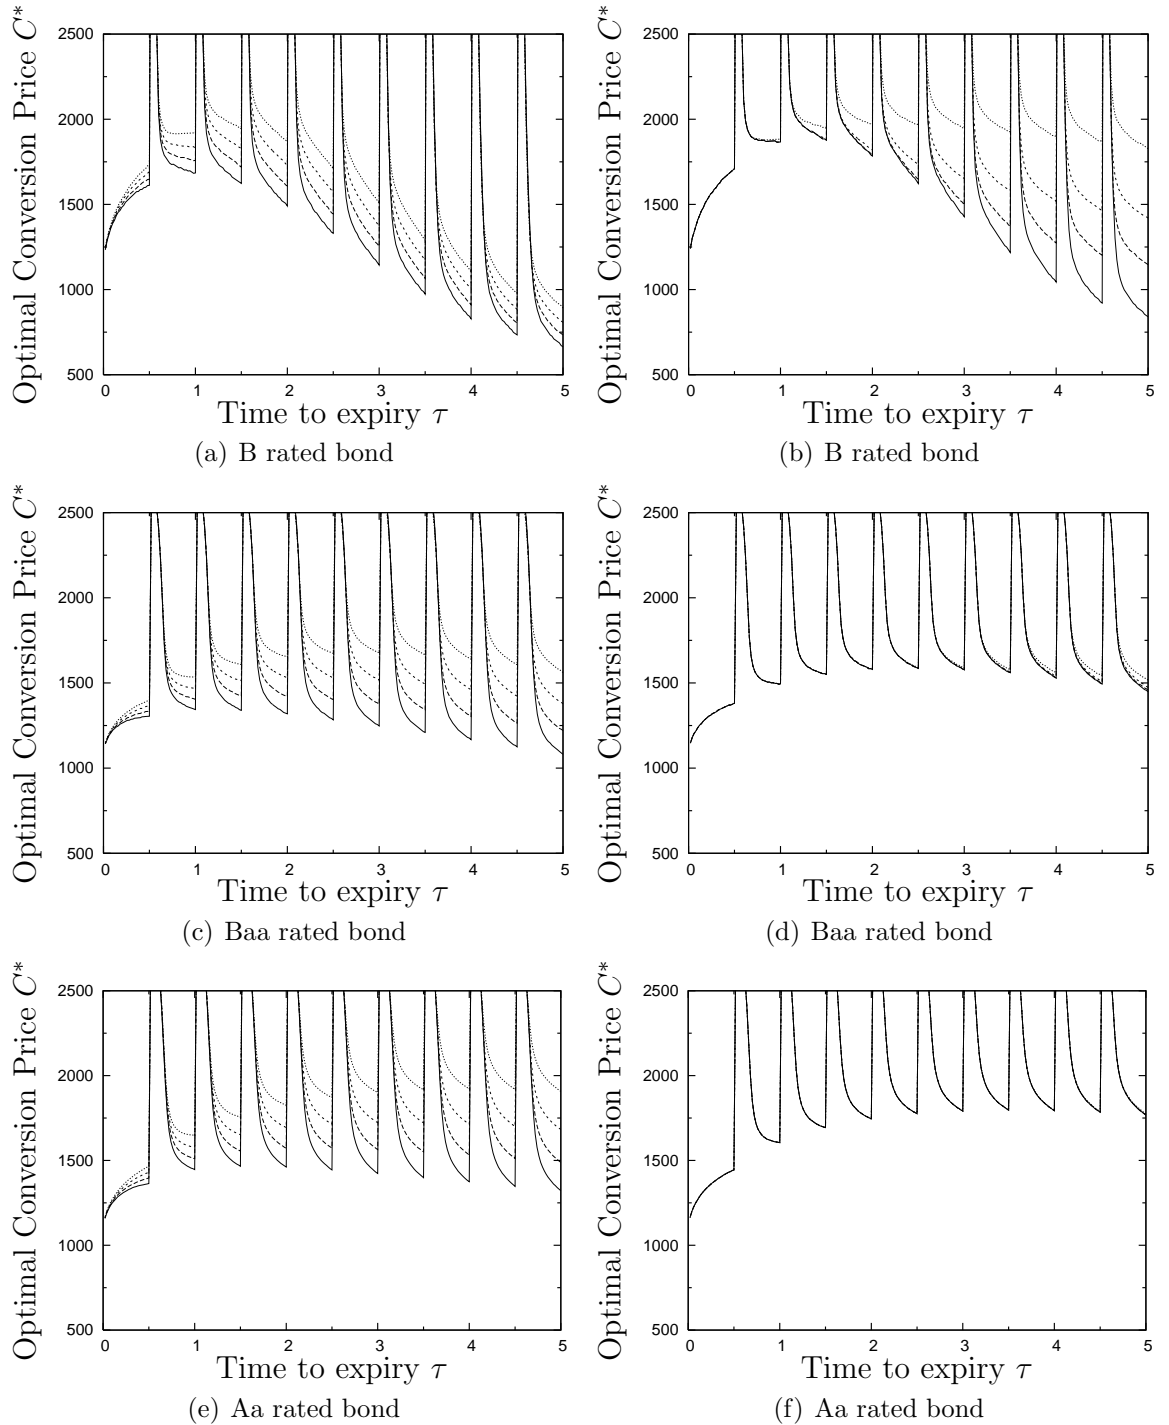 Optimal Conversion Price C*
2500
2000
1500
1000
500
0 1 2 3 4 5
Time to expiry τ
(a) B rated bond
Optimal Conversion Price C*
2500
2000
1500
1000
500
0 1 2 3 4 5
Time to expiry τ
(b) B rated bond
Optimal Conversion Price C*
2500
2000
1500
1000
500
0 1 2 3 4 5
Time to expiry τ
(c) Baa rated bond
Optimal Conversion Price C*
2500
2000
1500
1000
500
0 1 2 3 4 5
Time to expiry τ
(d) Baa rated bond
Optimal Conversion Price C*
2500
2000
1500
1000
500
0 1 2 3 4 5
Time to expiry τ
(e) Aa rated bond
Optimal Conversion Price C*
2500
2000
1500
1000
500
0 1 2 3 4 5
Time to expiry τ
(f) Aa rated bond